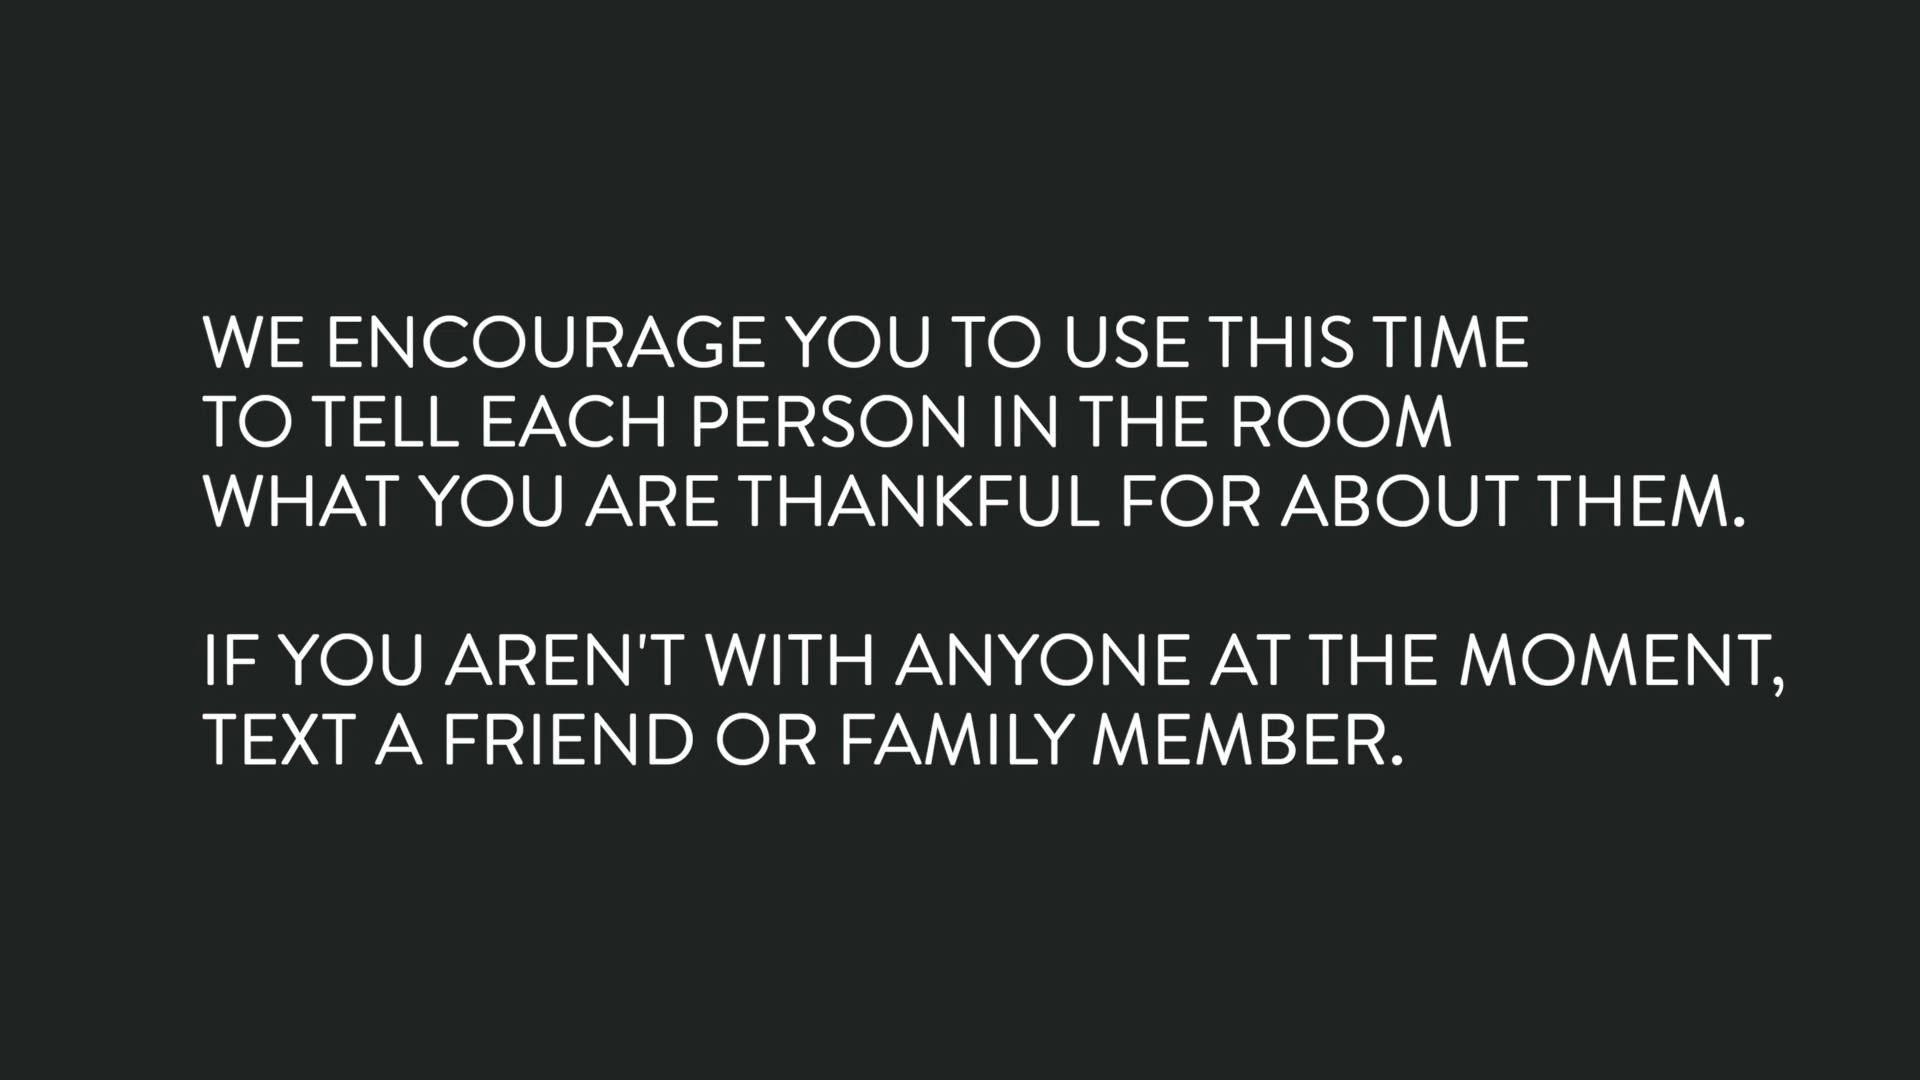 WE ENCOURAGE YOU TO USE THIS TIME
TO TELL EACH PERSON IN THE ROOM
WHAT YOU ARE THANKFUL FOR ABOUT THEM.
IF YOU AREN'T WITH ANYONE AT THE MOMENT,
TEXT A FRIEND OR FAMILY MEMBER.